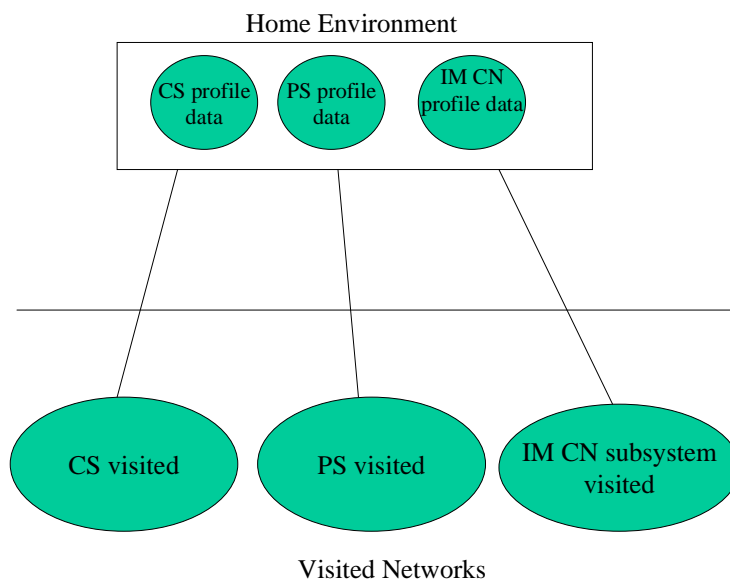 Home Environment
CS profile
data
PS profile
data
IM CN
profile data
CS visited
PS visited
IM CN subsystem
visited
Visited Networks